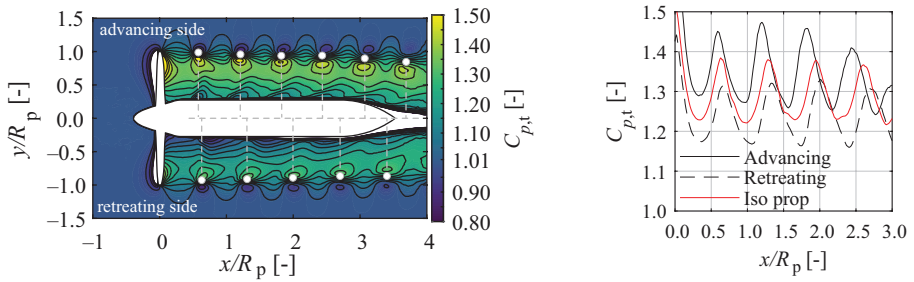 1.5
1.0
0.5
0.0
−0.5
−1.0
−1.5
y/R p [-]
advancing side
retreating side
−1 0 1 2 3 4
x/R p [-]
1.50
1.40
1.30
1.20
1.10
1.01
0.90
0.80
C p,t [-]
1.5
1.4
1.3
1.2
1.1
1.0
C p,t [-]
Advancing
Retreating
Iso prop
0.0 0.5 1.0 1.5 2.0 2.5 3.0
x/R p [-]